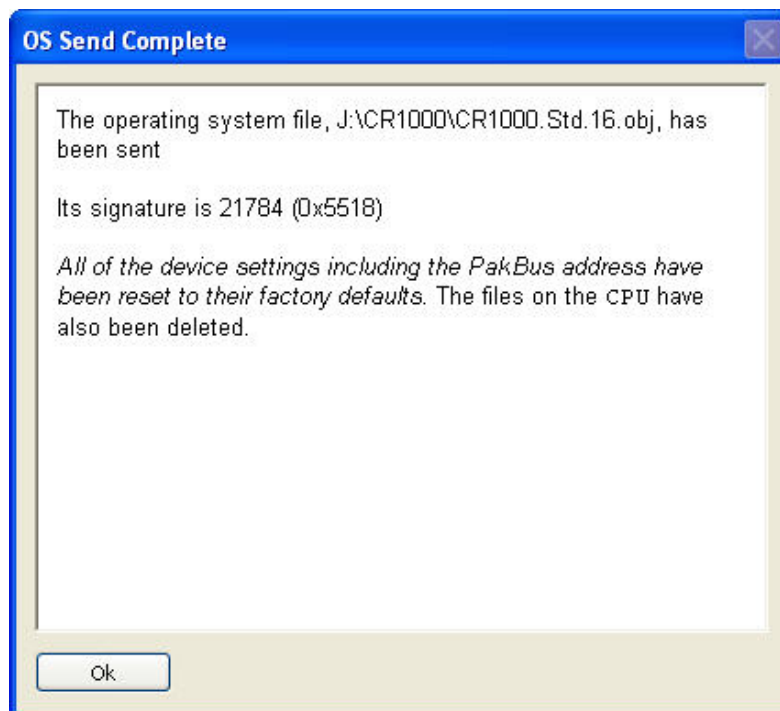 OS Send Complete
The operating system file, J:\CR1000\CR1000.Std.16.obj, has
been sent
Its signature is 21784 (0x5518)
All of the device settings including the PakBus address have
been reset to their factory defaults. The files on the CPU have
also been deleted.
Ok